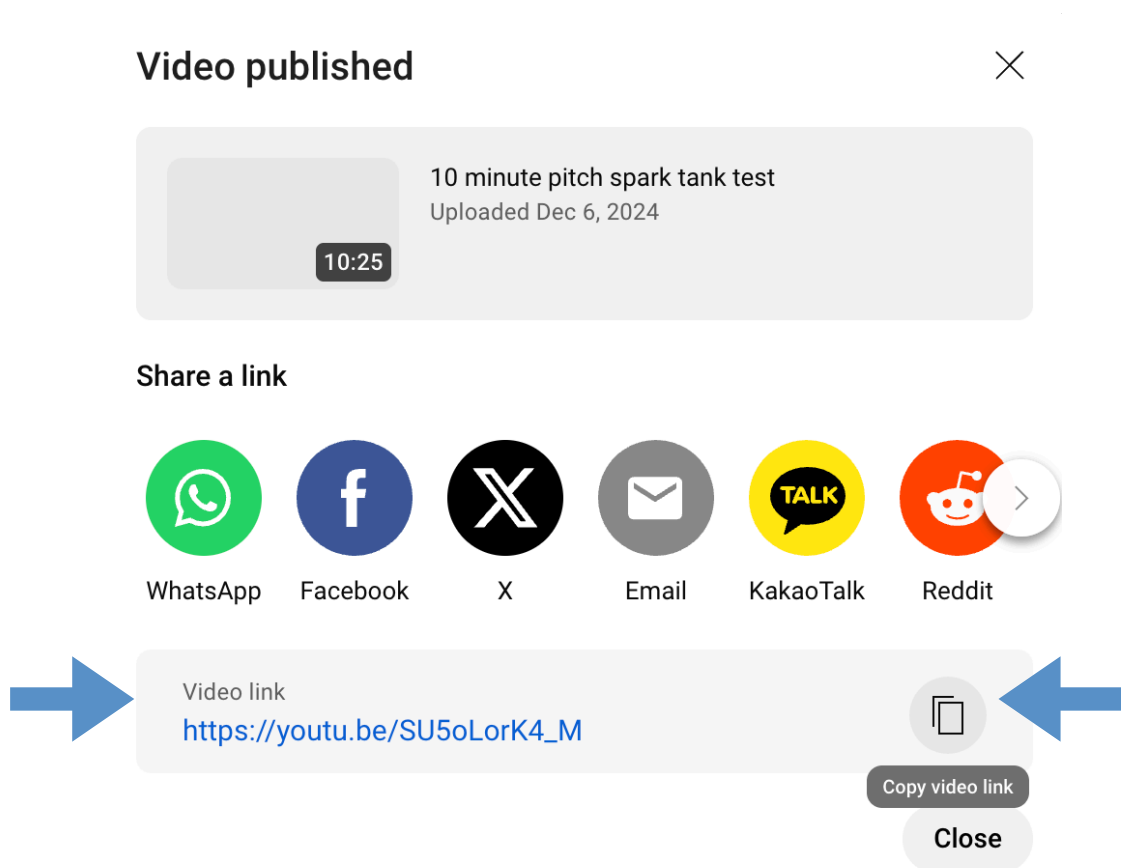 Video published
10 minute pitch spark tank test
Uploaded Dec 6, 2024
10:25
Share a link
TALK
WhatsApp Facebook X Email KakaoTalk Reddit
Video link
https://youtu.be/SU5oLorK4_M
Copy video link
Close